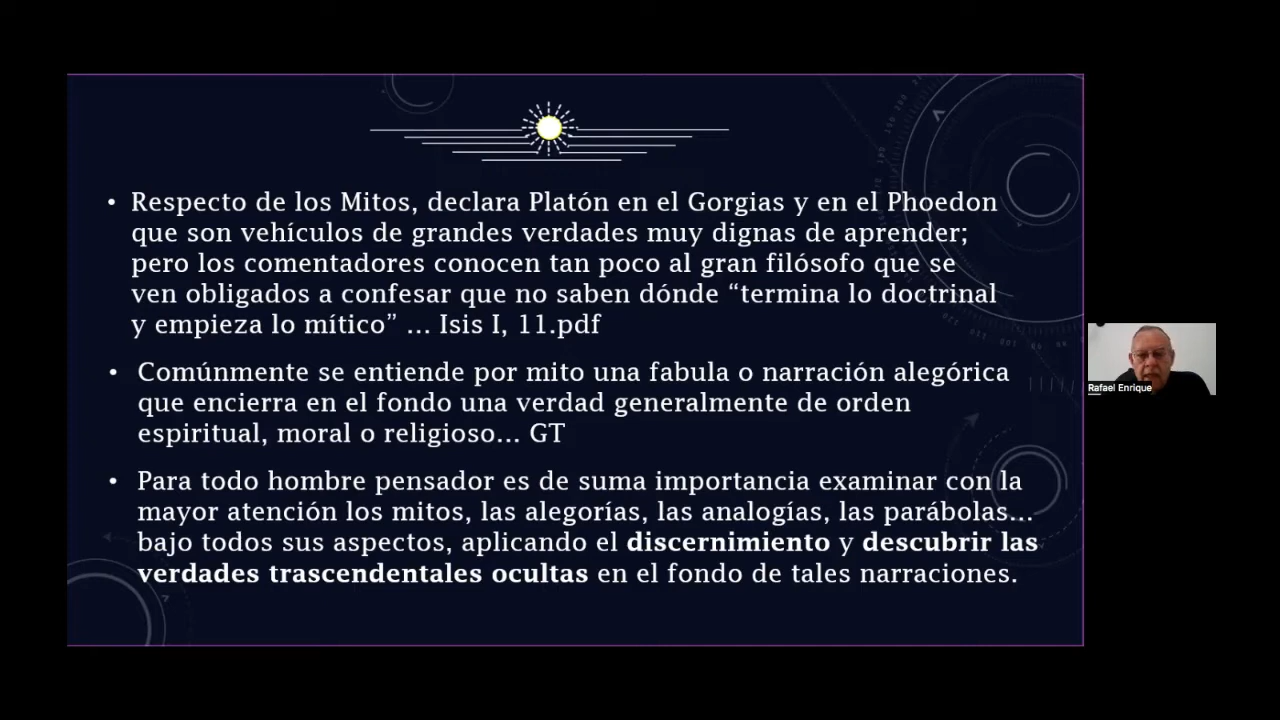 • Respecto de los Mitos, declara Platón en el Gorgias y en el Phoedon
que son vehículos de grandes verdades muy dignas de aprender;
pero los comentadores conocen tan poco al gran filósofo que se
ven obligados a confesar que no saben dónde “termina lo doctrinal
y empieza lo mítico” ... Isis I, 11.pdf
• Comúnmente se entiende por mito una fabula o narración alegórica
que encierra en el fondo una verdad generalmente de orden
espiritual, moral o religioso... GT
• Para todo hombre pensador es de suma importancia examinar con la
mayor atención los mitos, las alegorías, las analogías, las parábolas...
bajo todos sus aspectos, aplicando el discernimiento y descubrir las
verdades trascendentales ocultas en el fondo de tales narraciones.
Rafael Enrique